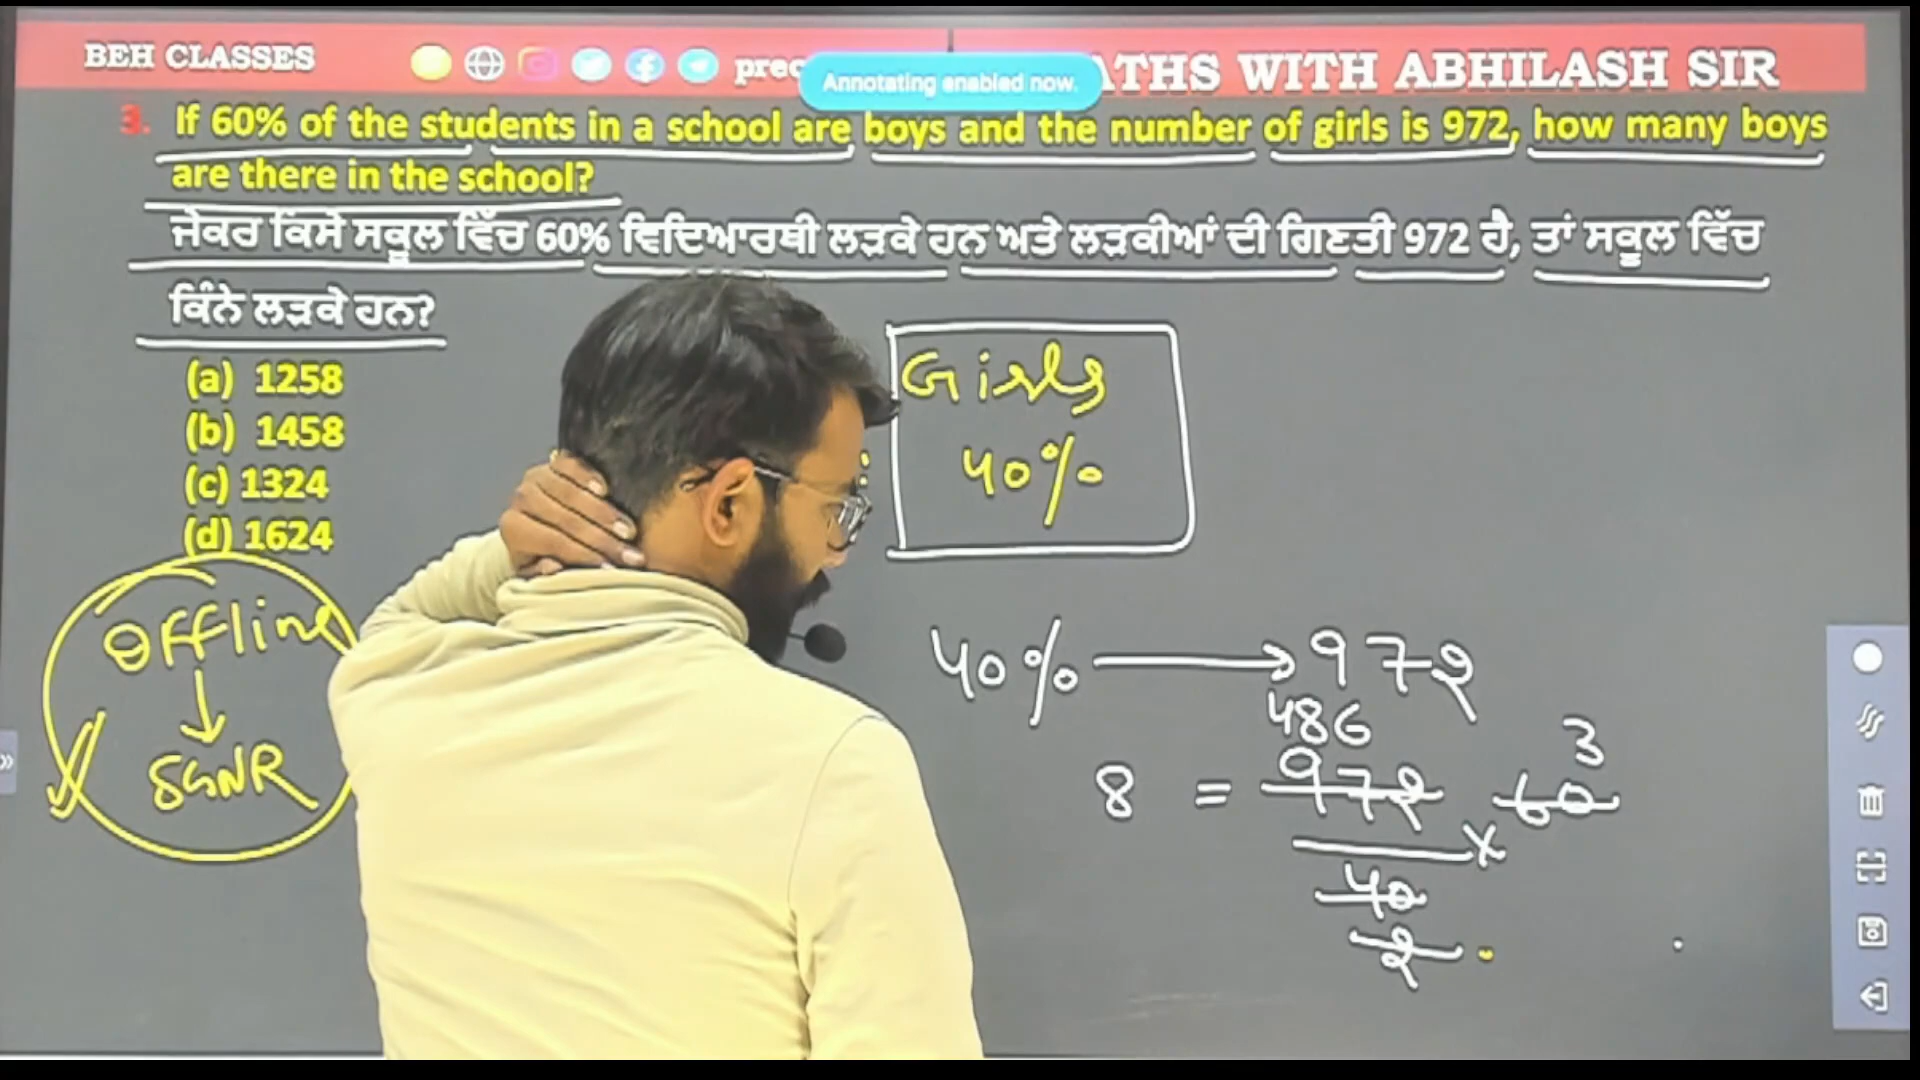 BEH CLASSES
prec
ATHS WITH ABHILASH SIR
Annotating enabled now.
3. If 60% of the students in a school are boys and the number of girls is 972, how many boys
are there in the school?
ਜੇਕਰ ਕਿਸੇ ਸਕੂਲ ਵਿੱਚ 60% ਵਿਦਿਆਰਥੀ ਲੜਕੇ ਹਨ ਅਤੇ ਲੜਕੀਆਂ ਦੀ ਗਿਣਤੀ 972 ਹੈ, ਤਾਂ ਸਕੂਲ ਵਿੱਚ
ਕਿੰਨੇ ਲੜਕੇ ਹਨ?
(a) 1258
(b) 1458
(c) 1324
(d) 1624
Offline
↓
SGNR
Girls
40%
40% → 972
486 3
8 = 972 × 60
40
2